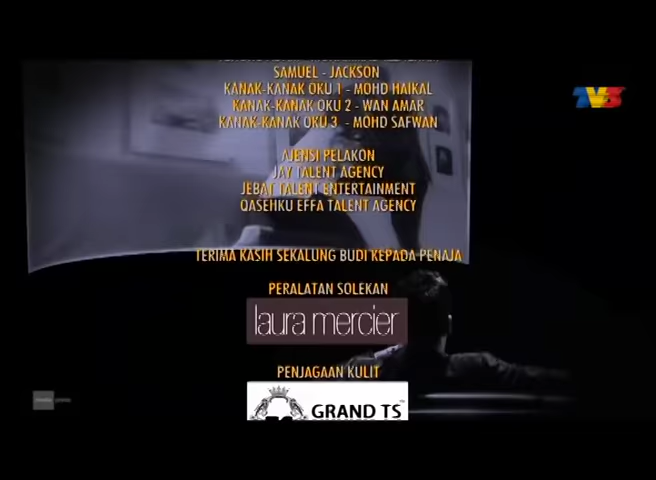 SAMUEL - JACKSON
KANAK-KANAK OKU 1 - MOHD HAIKAL
KANAK-KANAK OKU 2 - WAN AMAR
KANAK-KANAK OKU 3 - MOHD SAFWAN
AJENSI PELAKON
JAY TALENT AGENCY
JEBAT TALENT ENTERTAINMENT
QASEHKU EFFA TALENT AGENCY
TERIMA KASIH SEKALUNG BUDI KEPADA PENAJA
PERALATAN SOLEKAN
laura mercier
PENJAGAAN KULIT
GRAND TS
TV3